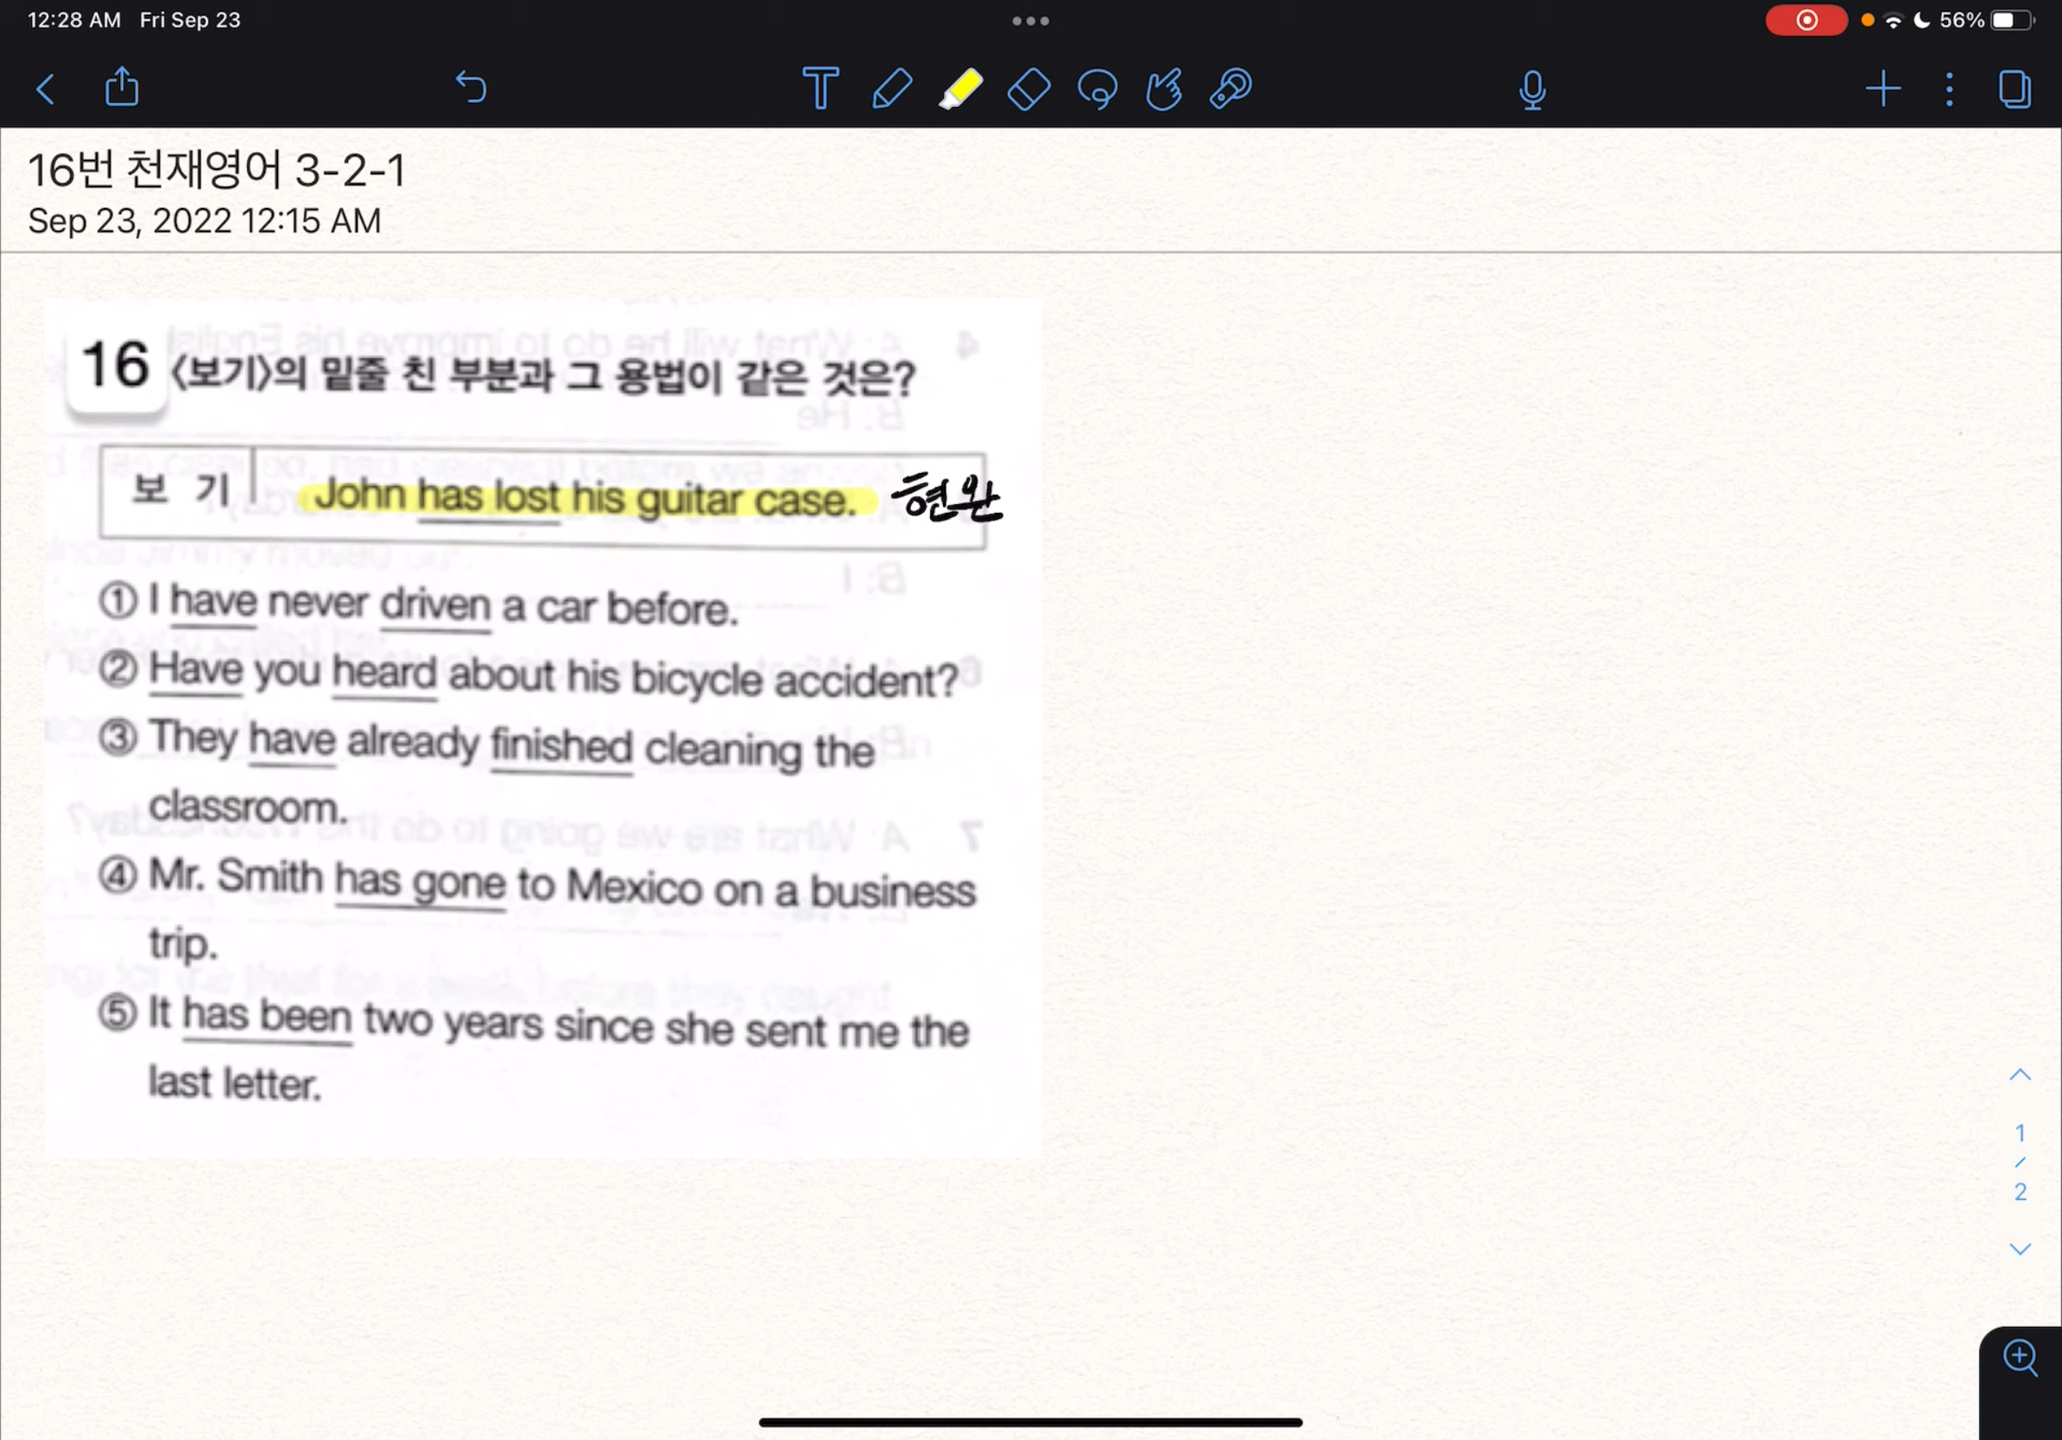 12:28 AM Fri Sep 23
56%
16번 천재영어 3-2-1
Sep 23, 2022 12:15 AM
16 〈보기〉의 밑줄 친 부분과 그 용법이 같은 것은?
보 기 John has lost his guitar case. 현완
① I have never driven a car before.
② Have you heard about his bicycle accident?
③ They have already finished cleaning the
classroom.
④ Mr. Smith has gone to Mexico on a business
trip.
⑤ It has been two years since she sent me the
last letter.
1
/
2